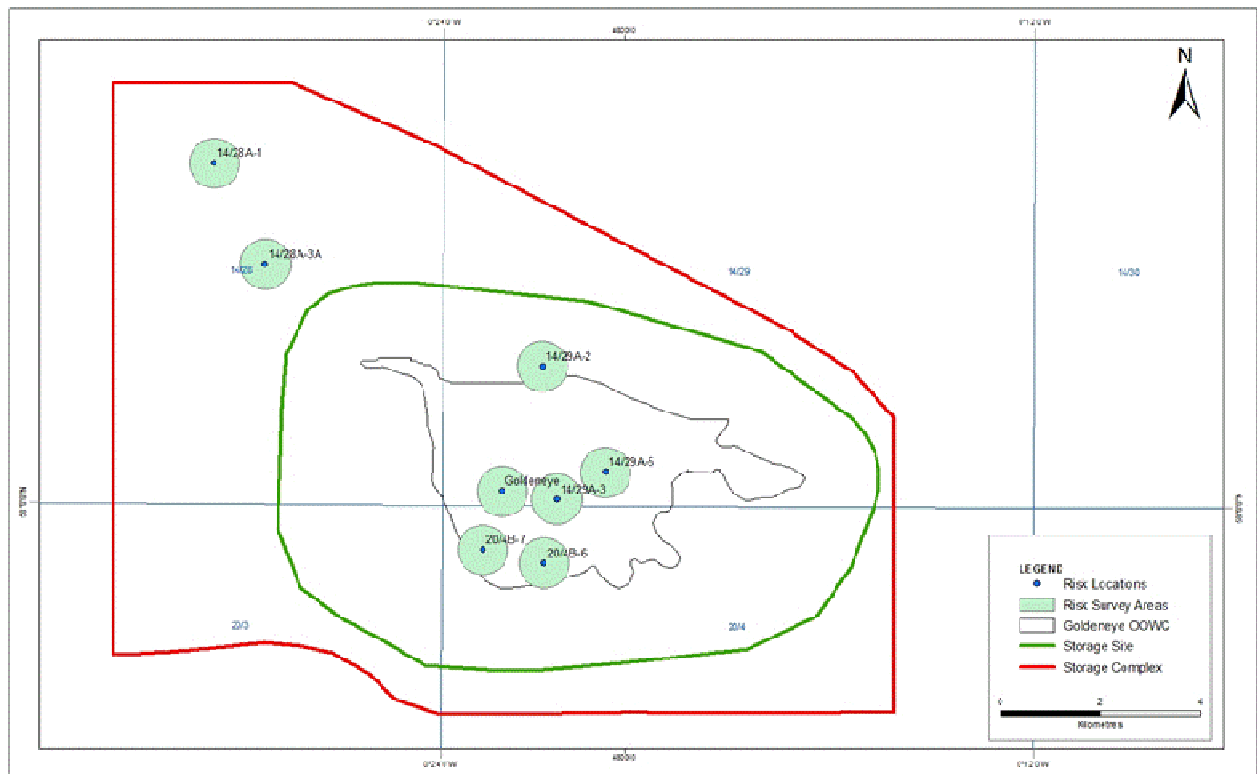 N
14/28A-1
14/28A-3A
14/29
14/30
14/29A-2
14/29A-5
Goldeneye
14/29A-3
20/4B-7
20/4B-6
20/3
20/4
LEGEND
Risk Locations
Risk Survey Areas
Goldeneye OOWC
Storage Site
Storage Complex
0 2 4
Kilometres